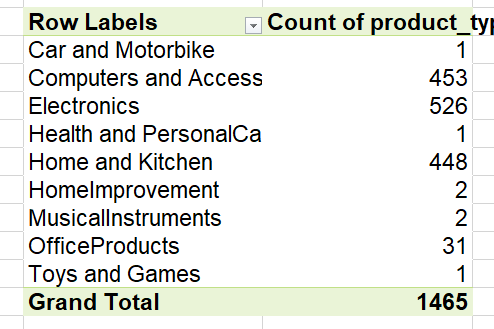 Row Labels Count of product_typ
Car and Motorbike 1
Computers and Access 453
Electronics 526
Health and PersonalCa 1
Home and Kitchen 448
HomeImprovement 2
MusicalInstruments 2
OfficeProducts 31
Toys and Games 1
Grand Total 1465